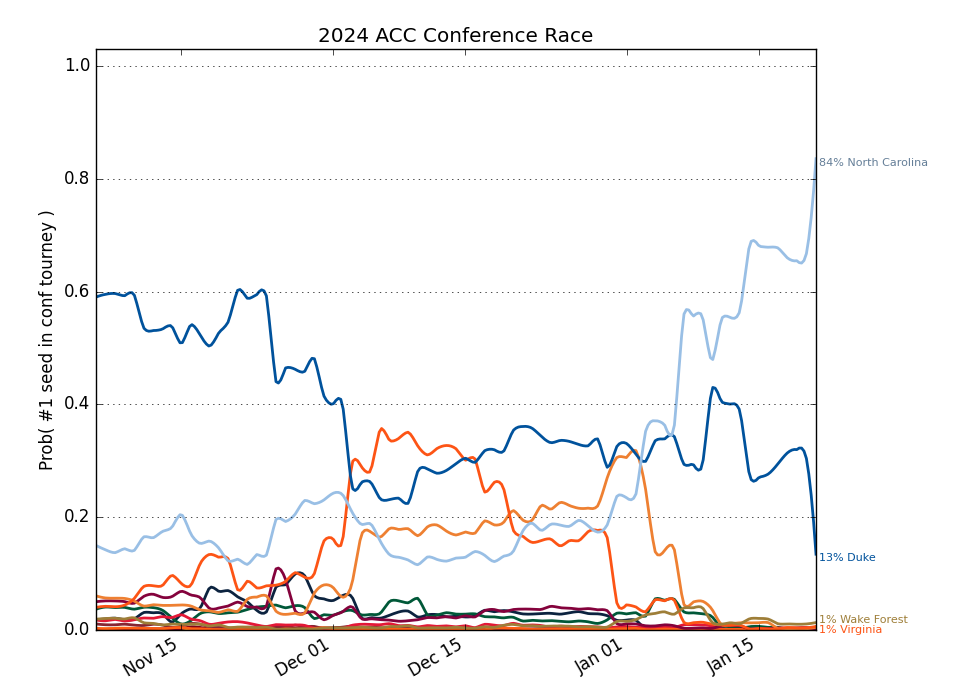 2024 ACC Conference Race
Prob( #1 seed in conf tourney )
1.0
0.8
0.6
0.4
0.2
0.0
84% North Carolina
13% Duke
1% Wake Forest
1% Virginia
Nov 15
Dec 01
Dec 15
Jan 01
Jan 15